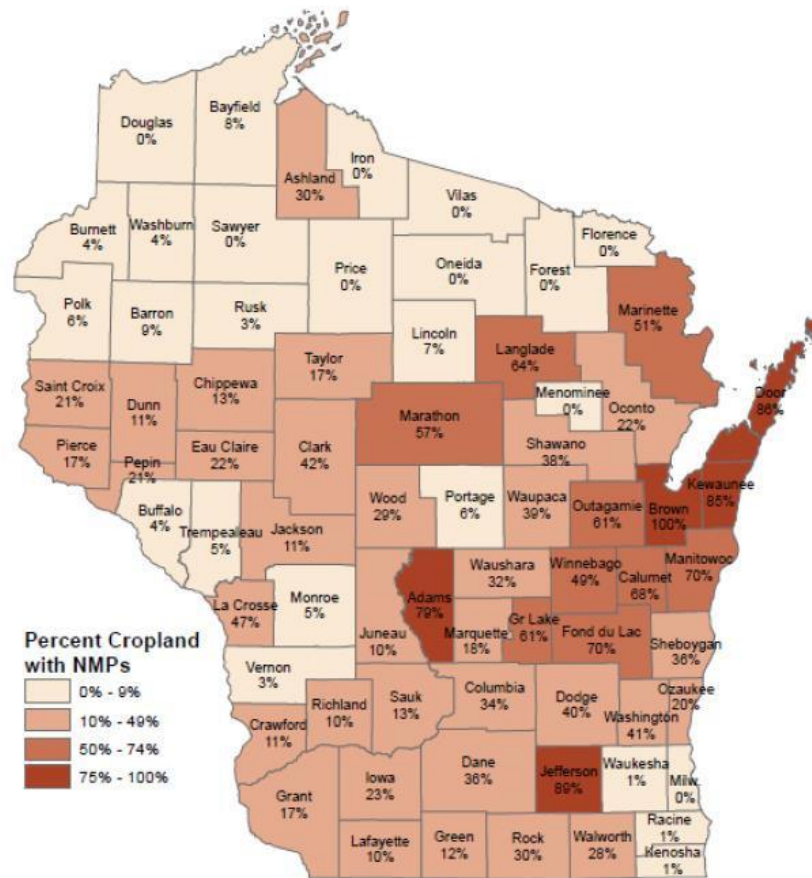 Douglas
0%
Bayfield
8%
Ashland
30%
Iron
0%
Vilas
0%
Florence
0%
Burnett
4%
Washburn
4%
Sawyer
0%
Price
0%
Oneida
0%
Forest
0%
Marinette
51%
Polk
6%
Barron
9%
Rusk
3%
Lincoln
7%
Langlade
64%
Taylor
17%
Saint Croix
21%
Dunn
11%
Chippewa
13%
Marathon
57%
Menominee
0%
Oconto
22%
Door
86%
Pierce
17%
Pepin
21%
Eau Claire
22%
Clark
42%
Shawano
38%
Buffalo
4%
Trempealeau
5%
Jackson
11%
Wood
29%
Portage
6%
Waupaca
39%
Outagamie
61%
Brown
100%
Kewaunee
85%
La Crosse
47%
Monroe
5%
Juneau
10%
Adams
79%
Waushara
32%
Winnebago
49%
Calumet
68%
Manitowoc
70%
Marquette
18%
Gr Lake
61%
Fond du Lac
70%
Sheboygan
36%
Vernon
3%
Crawford
11%
Richland
10%
Sauk
13%
Columbia
34%
Dodge
40%
Washington
41%
Ozaukee
20%
Grant
17%
Iowa
23%
Dane
36%
Jefferson
89%
Waukesha
1%
Milw.
0%
Lafayette
10%
Green
12%
Rock
30%
Walworth
28%
Racine
1%
Kenosha
1%
Percent Cropland
with NMPs
0% - 9%
10% - 49%
50% - 74%
75% - 100%